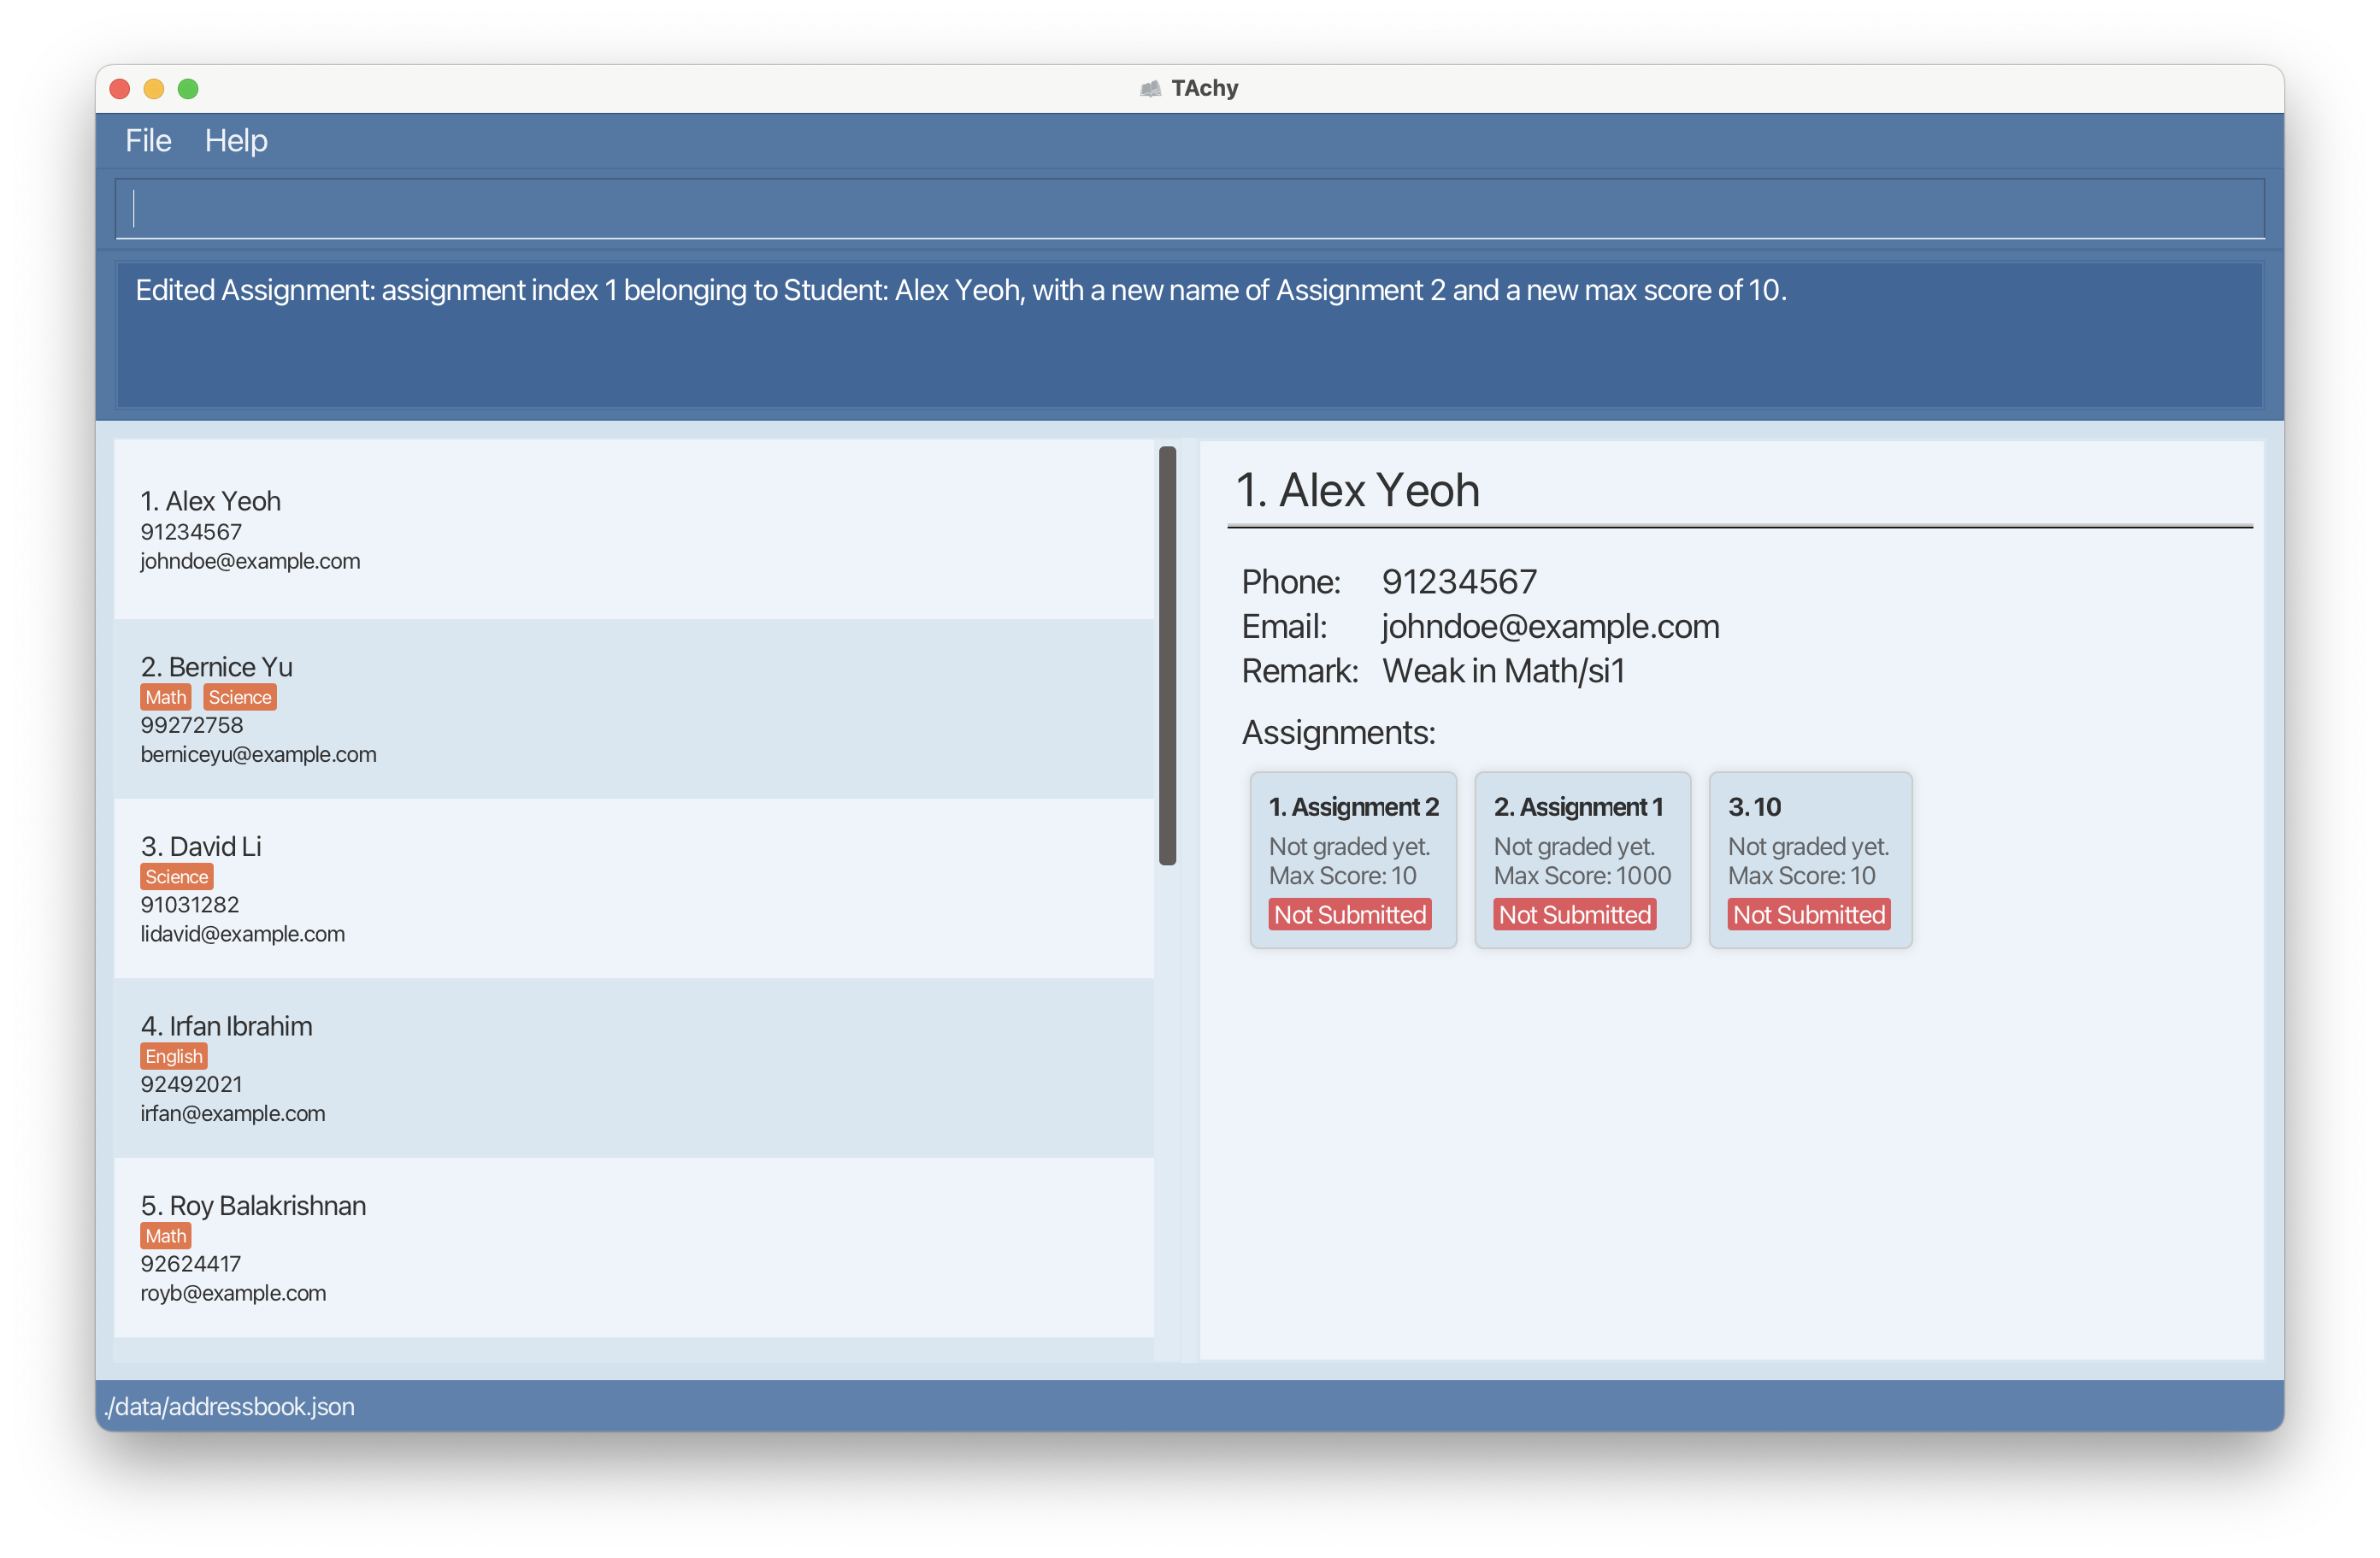 TAchy
File Help
Edited Assignment: assignment index 1 belonging to Student: Alex Yeoh, with a new name of Assignment 2 and a new max score of 10.
1. Alex Yeoh
91234567
johndoe@example.com
2. Bernice Yu
Math Science
99272758
berniceyu@example.com
3. David Li
Science
91031282
lidavid@example.com
4. Irfan Ibrahim
English
92492021
irfan@example.com
5. Roy Balakrishnan
Math
92624417
royb@example.com
1. Alex Yeoh
Phone: 91234567
Email: johndoe@example.com
Remark: Weak in Math/si1
Assignments:
1. Assignment 2
Not graded yet.
Max Score: 10
Not Submitted
2. Assignment 1
Not graded yet.
Max Score: 1000
Not Submitted
3. 10
Not graded yet.
Max Score: 10
Not Submitted
./data/addressbook.json